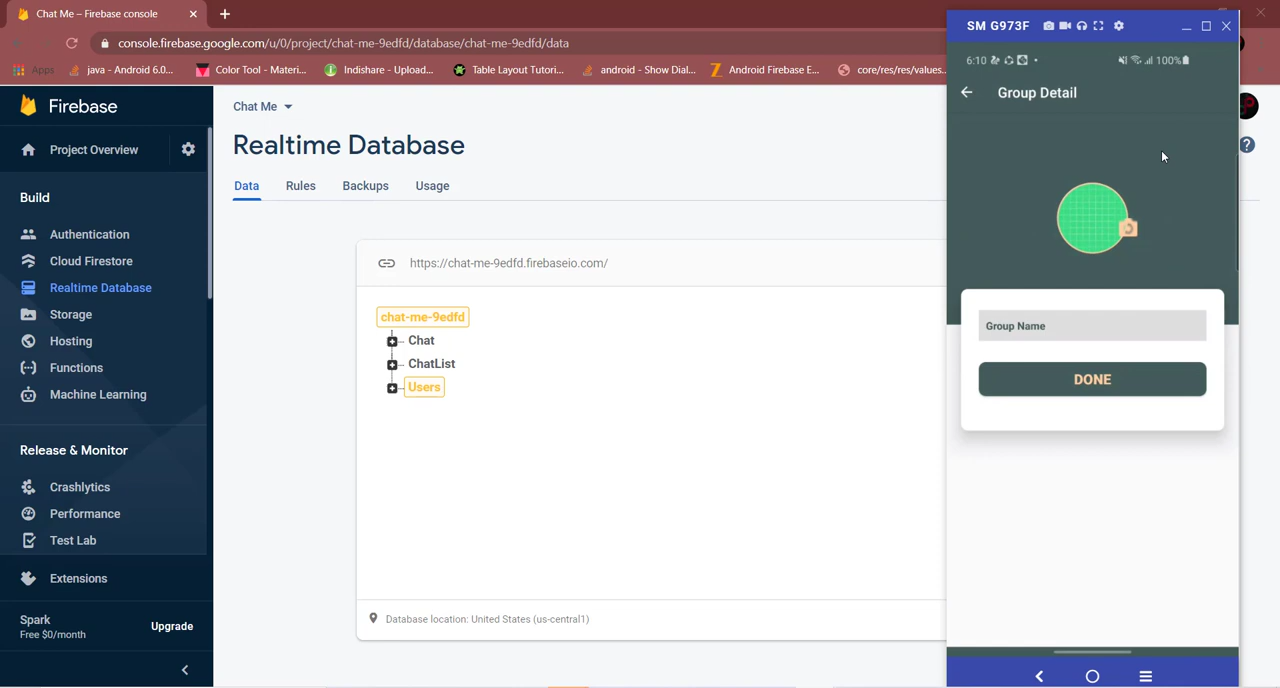 Chat Me – Firebase console
console.firebase.google.com/u/0/project/chat-me-9edfd/database/chat-me-9edfd/data
Apps
java - Android 6.0...
Color Tool - Materi...
Indishare - Upload...
Table Layout Tutori...
android - Show Dial...
Android Firebase E...
core/res/res/values...
Firebase
Project Overview
Build
Authentication
Cloud Firestore
Realtime Database
Storage
Hosting
Functions
Machine Learning
Release & Monitor
Crashlytics
Performance
Test Lab
Extensions
Spark
Free $0/month
Upgrade
Chat Me
Realtime Database
Data
Rules
Backups
Usage
https://chat-me-9edfd.firebaseio.com/
chat-me-9edfd
Chat
ChatList
Users
Database location: United States (us-central1)
SM G973F
6:10
100%
Group Detail
Group Name
DONE